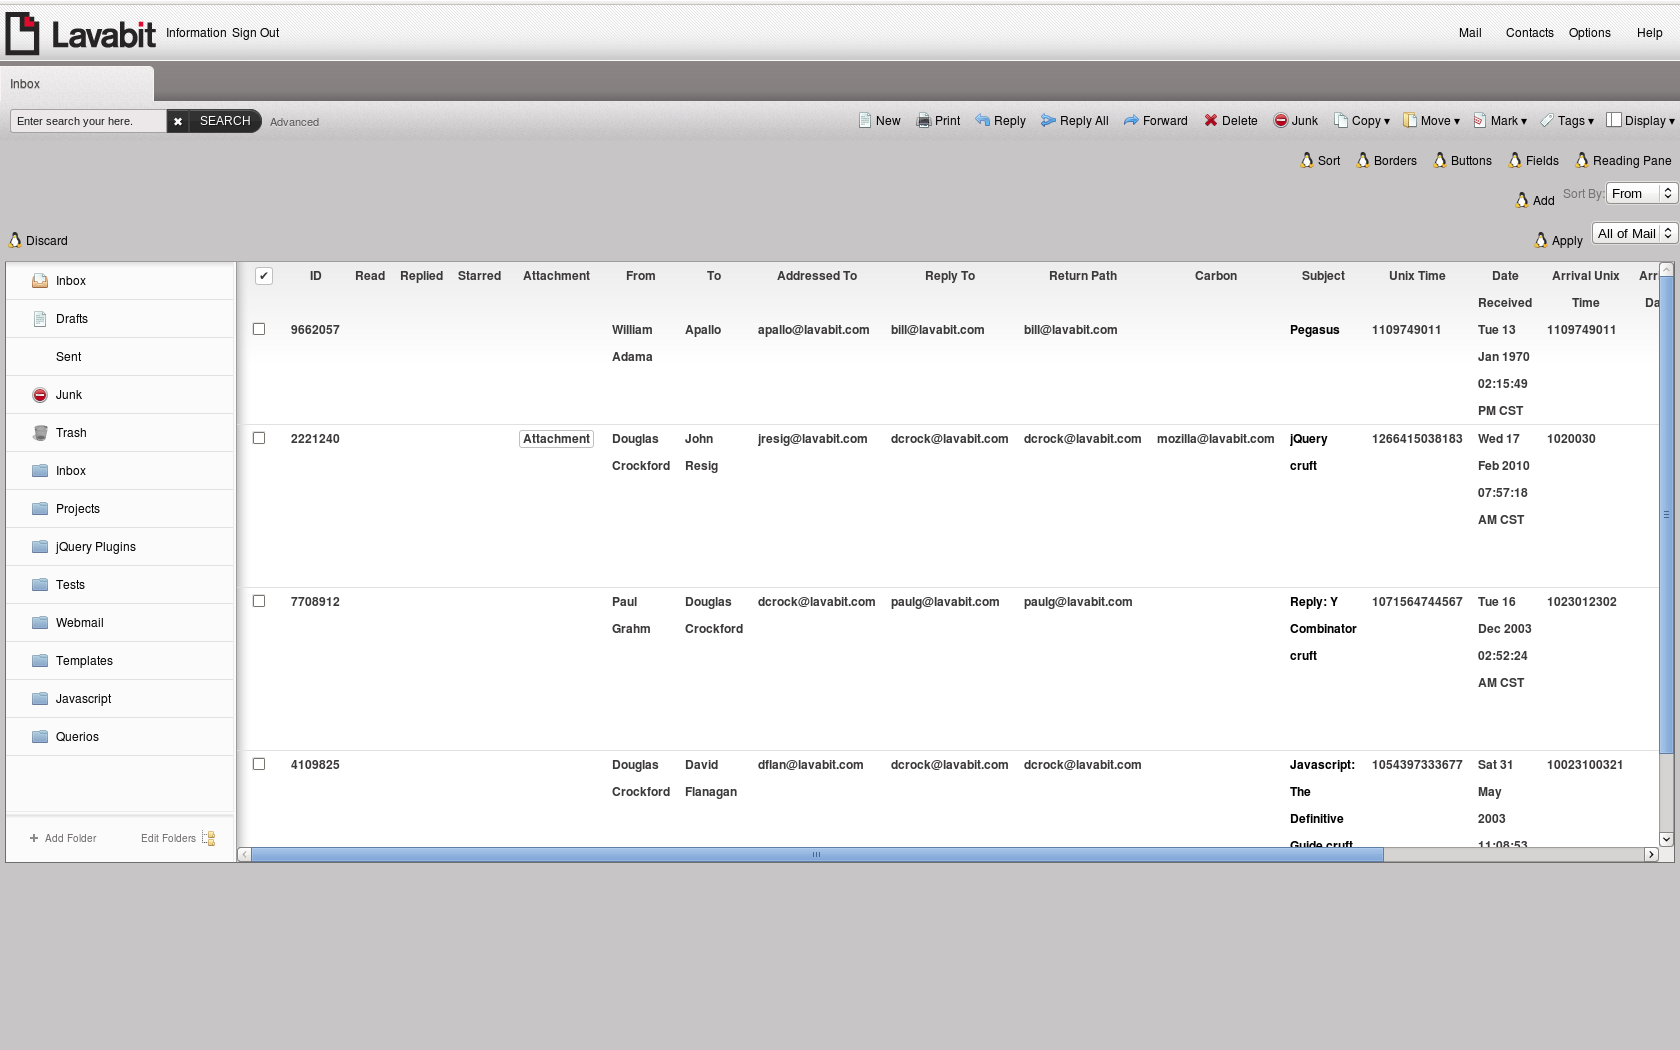 Lavabit Information Sign Out Mail Contacts Options Help
Inbox
Enter search your here. ✖ SEARCH Advanced New Print Reply Reply All Forward Delete Junk Copy ▾ Move ▾ Mark ▾ Tags ▾ Display ▾
Sort Borders Buttons Fields Reading Pane
Add Sort By: From
Discard Apply All of Mail
Inbox
Drafts
Sent
Junk
Trash
Inbox
Projects
jQuery Plugins
Tests
Webmail
Templates
Javascript
Querios
Add Folder Edit Folders
✔ ID Read Replied Starred Attachment From To Addressed To Reply To Return Path Carbon Subject Unix Time Date Arrival Unix Arr
Received Time Da
9662057 William Apallo apallo@lavabit.com bill@lavabit.com bill@lavabit.com Pegasus 1109749011 Tue 13 1109749011
Adama Jan 1970
02:15:49
PM CST
2221240 Attachment Douglas John jresig@lavabit.com dcrock@lavabit.com dcrock@lavabit.com mozilla@lavabit.com jQuery 1266415038183 Wed 17 1020030
Crockford Resig cruft Feb 2010
07:57:18
AM CST
7708912 Paul Douglas dcrock@lavabit.com paulg@lavabit.com paulg@lavabit.com Reply: Y 1071564744567 Tue 16 1023012302
Grahm Crockford Combinator Dec 2003
cruft 02:52:24
AM CST
4109825 Douglas David dflan@lavabit.com dcrock@lavabit.com dcrock@lavabit.com Javascript: 1054397333677 Sat 31 10023100321
Crockford Flanagan The May
Definitive 2003
Guide cruft 11:08:53